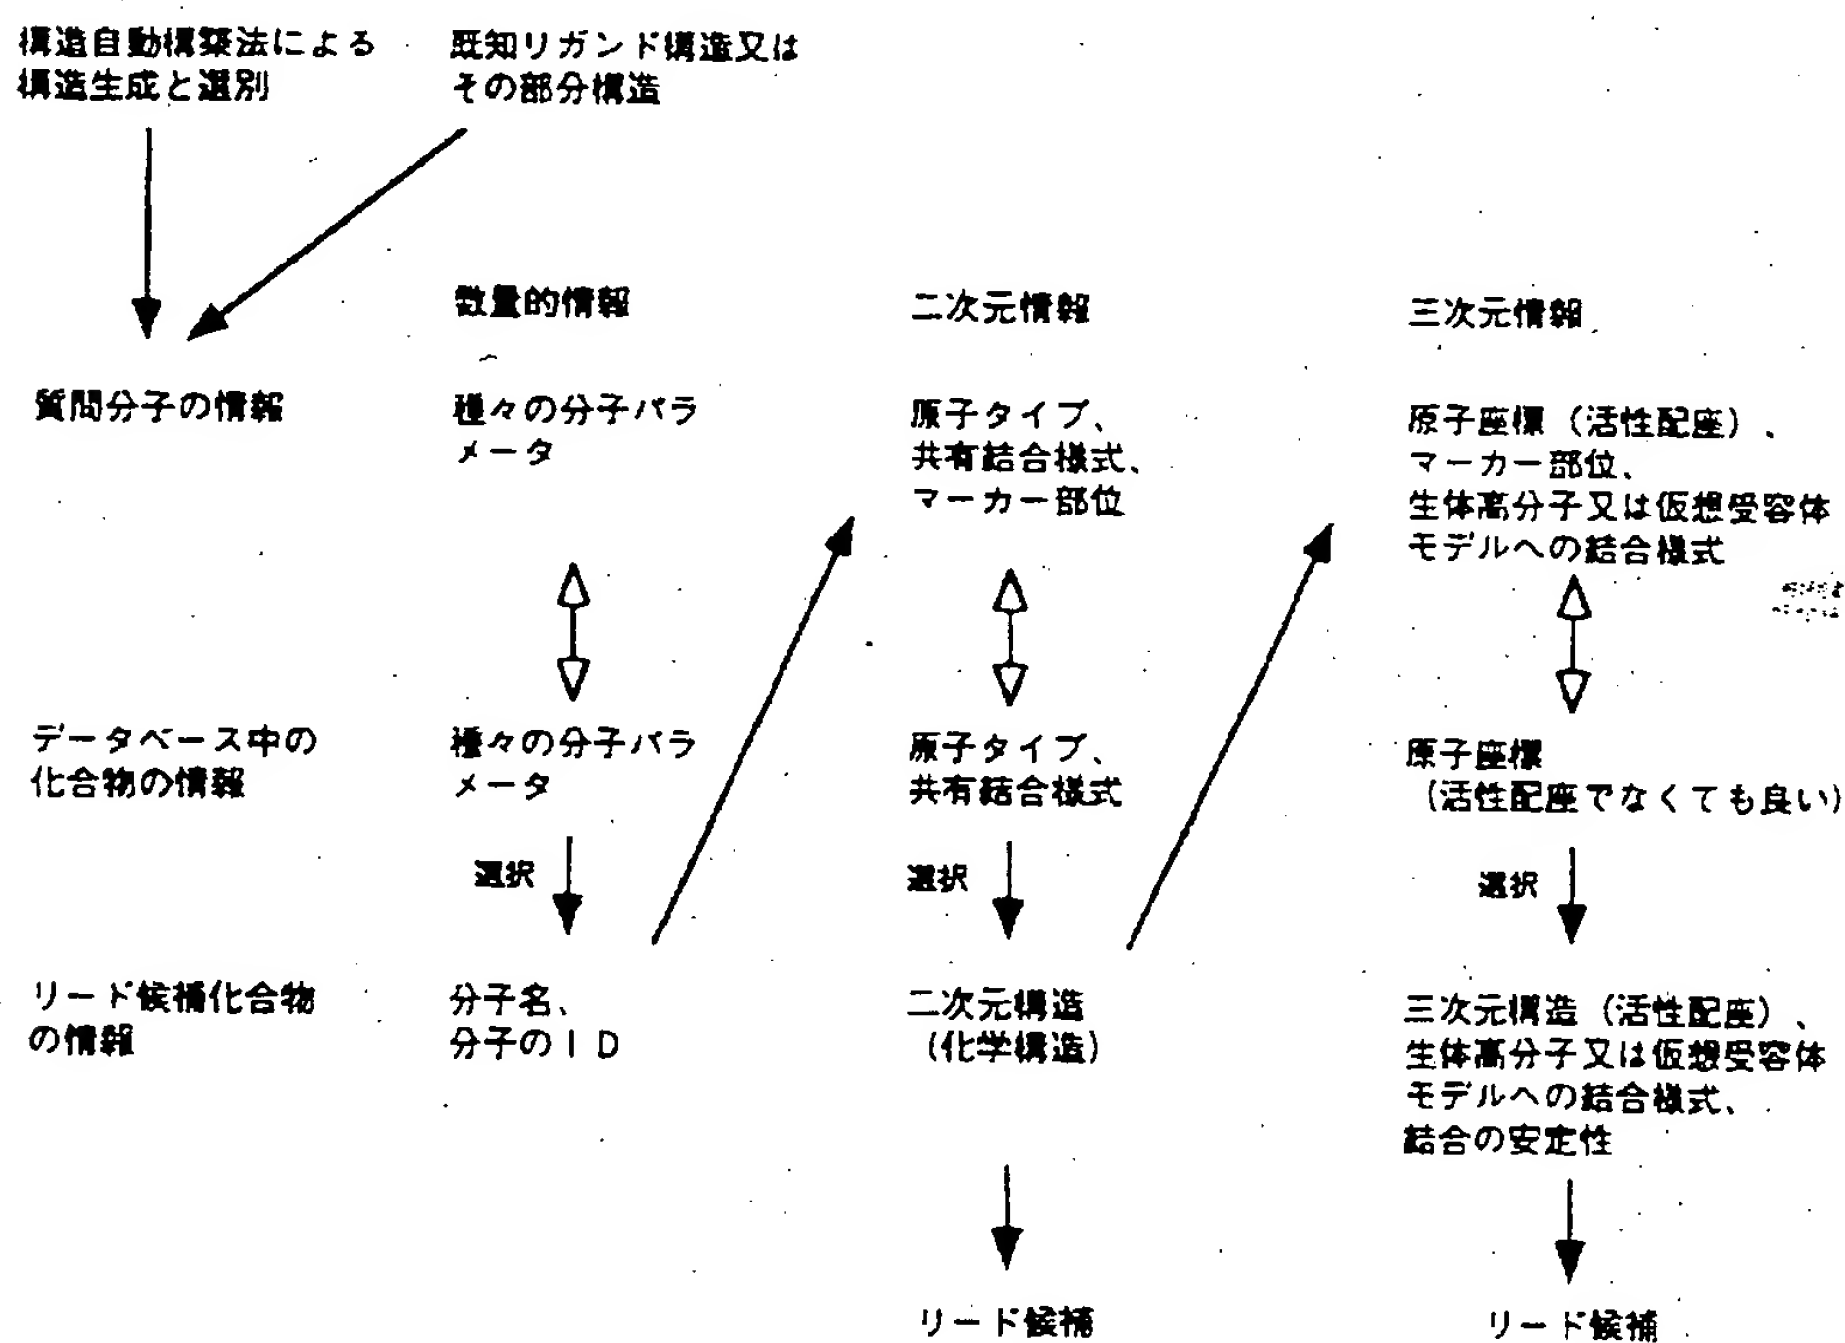 構造自動構築法による
構造生成と選別
既知リガンド構造又は
その部分構造
数量的情報
二次元情報
三次元情報
質問分子の情報
種々の分子パラ
メータ
原子タイプ、
共有結合様式、
マーカー部位
原子座標（活性配座）、
マーカー部位、
生体高分子又は仮想受容体
モデルへの結合様式
データベース中の
化合物の情報
種々の分子パラ
メータ
原子タイプ、
共有結合様式
原子座標
（活性配座でなくても良い）
選択
選択
選択
リード候補化合物
の情報
分子名、
分子のＩＤ
二次元構造
（化学構造）
三次元構造（活性配座）、
生体高分子又は仮想受容体
モデルへの結合様式、
結合の安定性
リード候補
リード候補